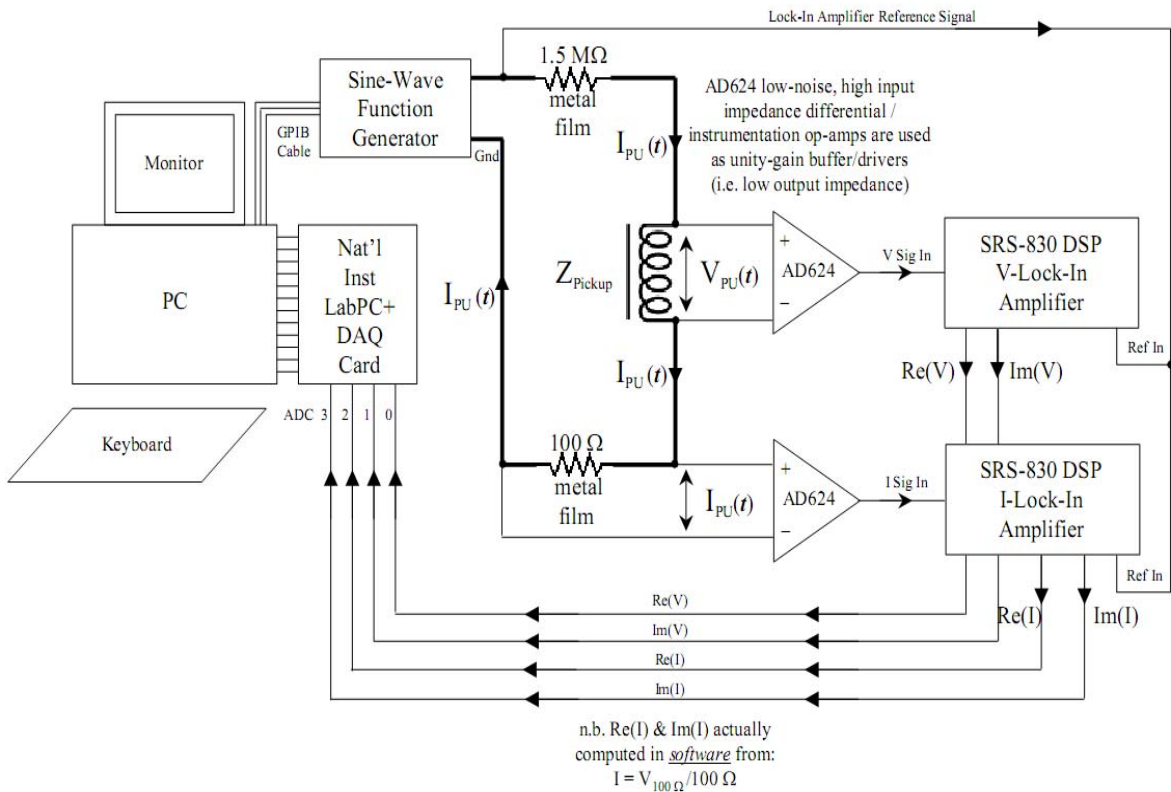 Lock-In Amplifier Reference Signal
1.5 MΩ
metal
film
Sine-Wave
Function
Generator
Gnd
GPIB
Cable
Monitor
AD624 low-noise, high input
impedance differential /
instrumentation op-amps are used
as unity-gain buffer/drivers
(i.e. low output impedance)
I_PU(t)
PC
Nat'l
Inst
LabPC+
DAQ
Card
I_PU(t)
Z_Pickup
V_PU(t)
+
AD624
−
V Sig In
SRS-830 DSP
V-Lock-In
Amplifier
Ref In
Re(V)
Im(V)
I_PU(t)
ADC 3 2 1 0
Keyboard
100 Ω
metal
film
I_PU(t)
+
AD624
−
I Sig In
SRS-830 DSP
I-Lock-In
Amplifier
Ref In
Re(I)
Im(I)
Re(V)
Im(V)
Re(I)
Im(I)
n.b. Re(I) & Im(I) actually
computed in software from:
I = V_100 Ω/100 Ω